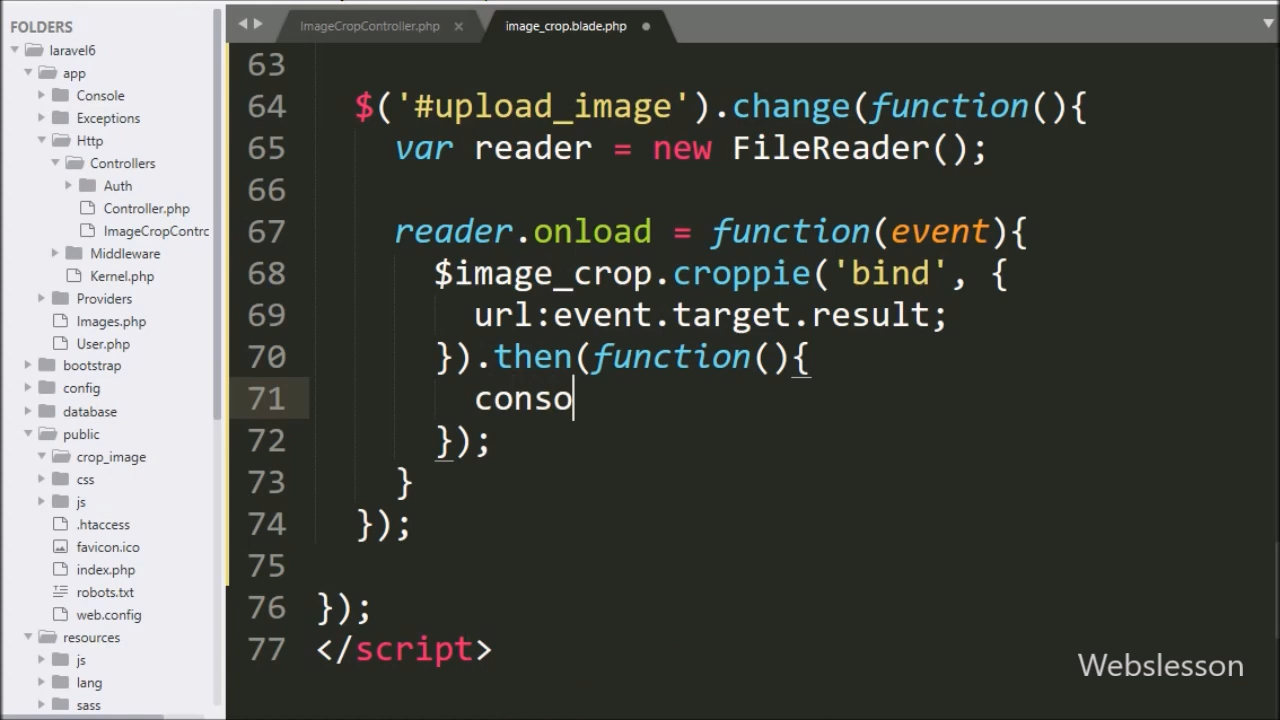 FOLDERS
laravel6
app
Console
Exceptions
Http
Controllers
Auth
Controller.php
ImageCropContrc
Middleware
Kernel.php
Providers
Images.php
User.php
bootstrap
config
database
public
crop_image
css
js
.htaccess
favicon.ico
index.php
robots.txt
web.config
resources
js
lang
sass
ImageCropController.php
image_crop.blade.php
63
64 $('#upload_image').change(function(){
65 var reader = new FileReader();
66
67 reader.onload = function(event){
68 $image_crop.croppie('bind', {
69 url:event.target.result;
70 }).then(function(){
71 conso
72 });
73 }
74 });
75
76 });
77 </script>
Webslesson